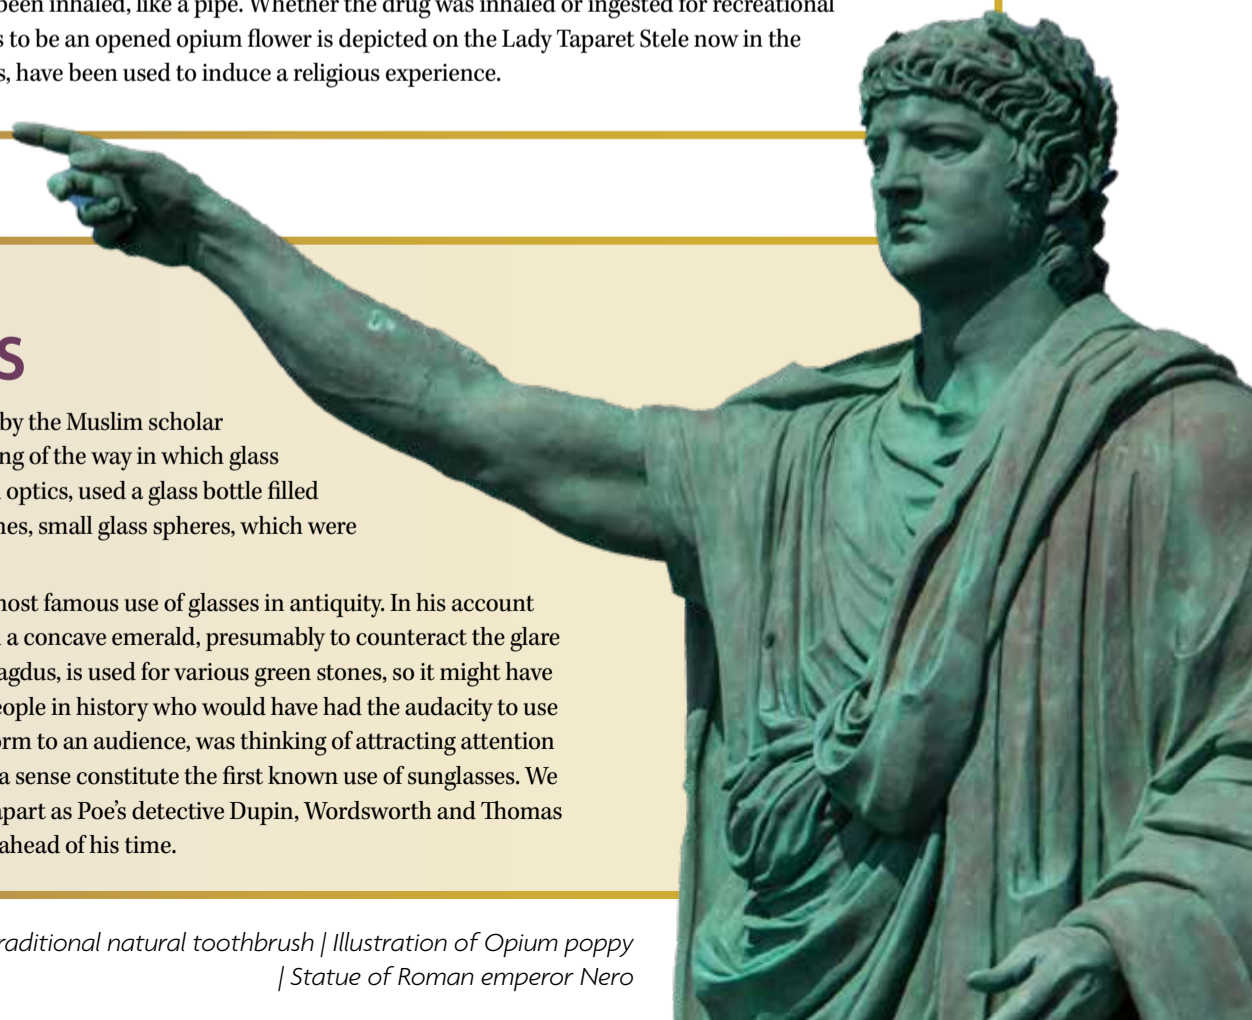 been inhaled, like a pipe. Whether the drug was inhaled or ingested for recreational
s to be an opened opium flower is depicted on the Lady Taparet Stele now in the
s, have been used to induce a religious experience.
S
by the Muslim scholar
ng of the way in which glass
optics, used a glass bottle filled
nes, small glass spheres, which were
most famous use of glasses in antiquity. In his account
a concave emerald, presumably to counteract the glare
agdus, is used for various green stones, so it might have
eople in history who would have had the audacity to use
orm to an audience, was thinking of attracting attention
a sense constitute the first known use of sunglasses. We
apart as Poe’s detective Dupin, Wordsworth and Thomas
ahead of his time.
raditional natural toothbrush | Illustration of Opium poppy
| Statue of Roman emperor Nero